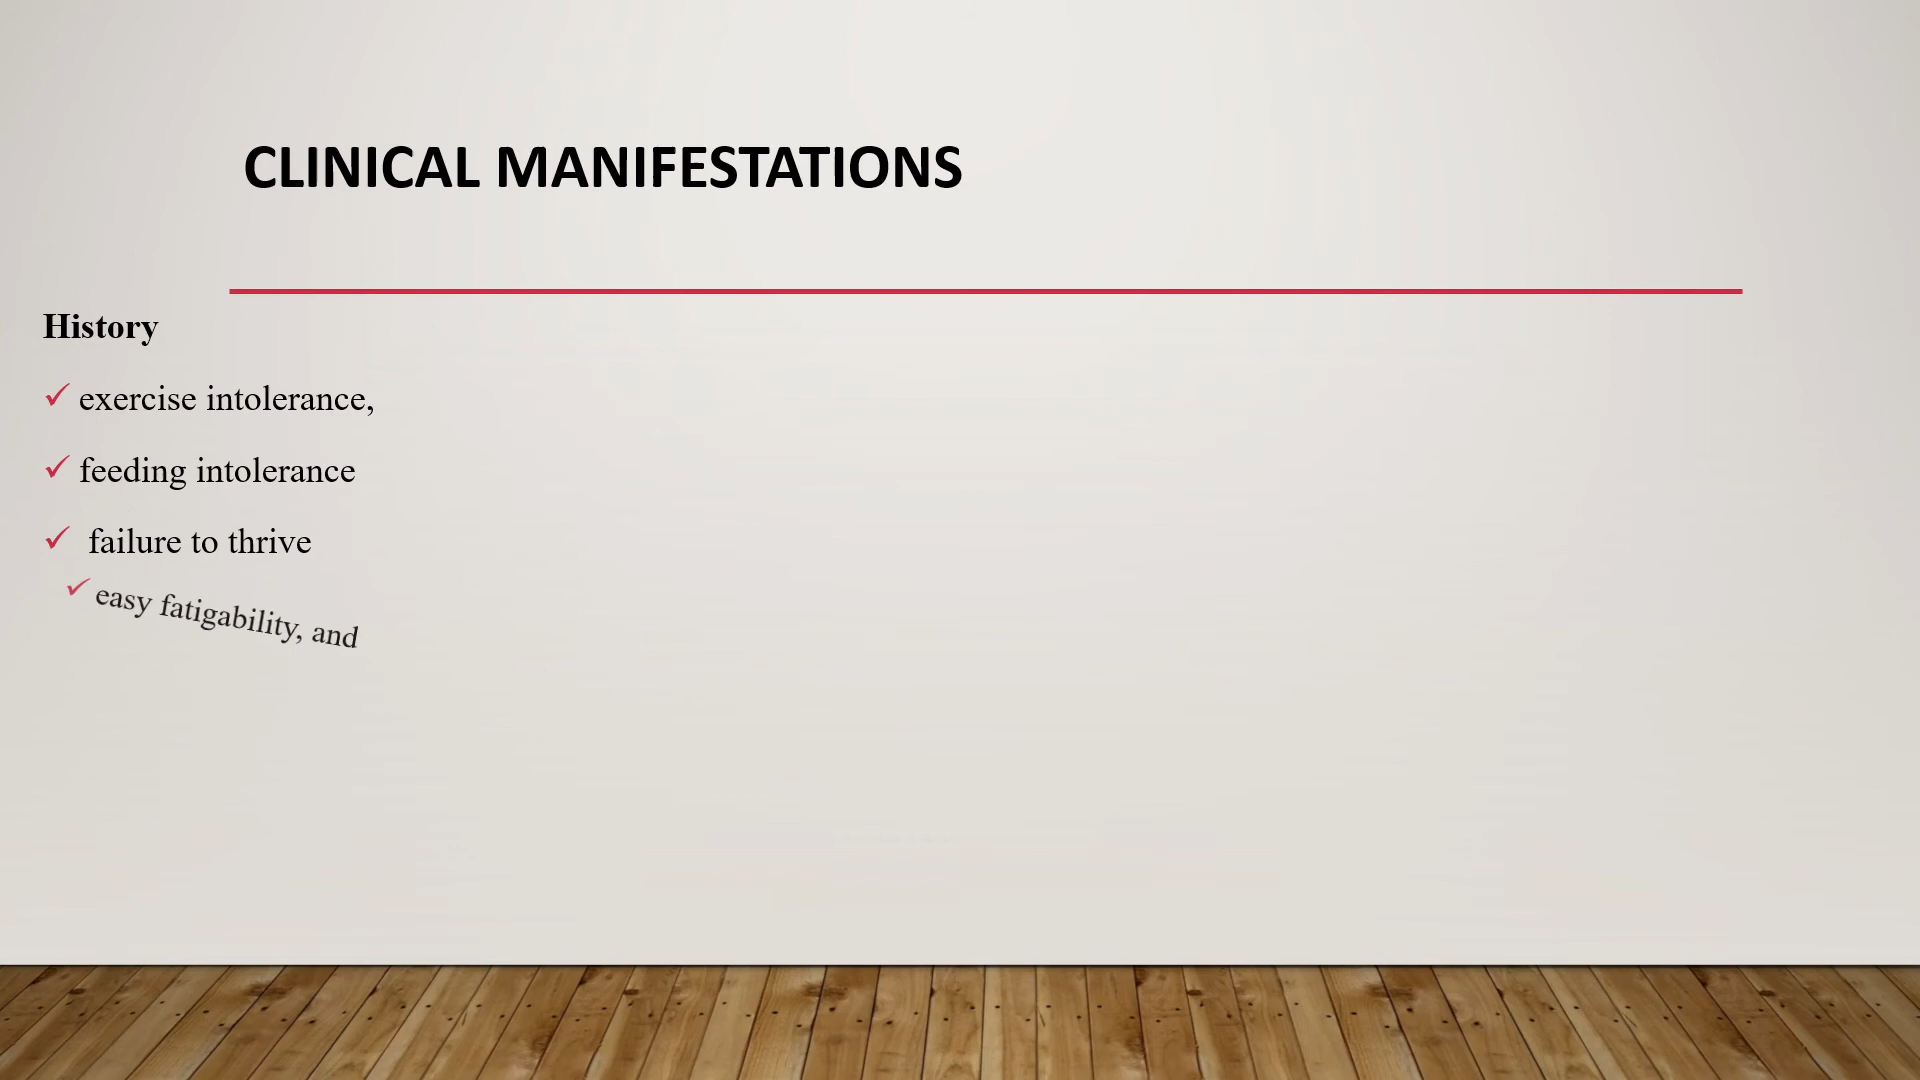 CLINICAL MANIFESTATIONS
History
✓ exercise intolerance,
✓ feeding intolerance
✓ failure to thrive
✓ easy fatigability, and